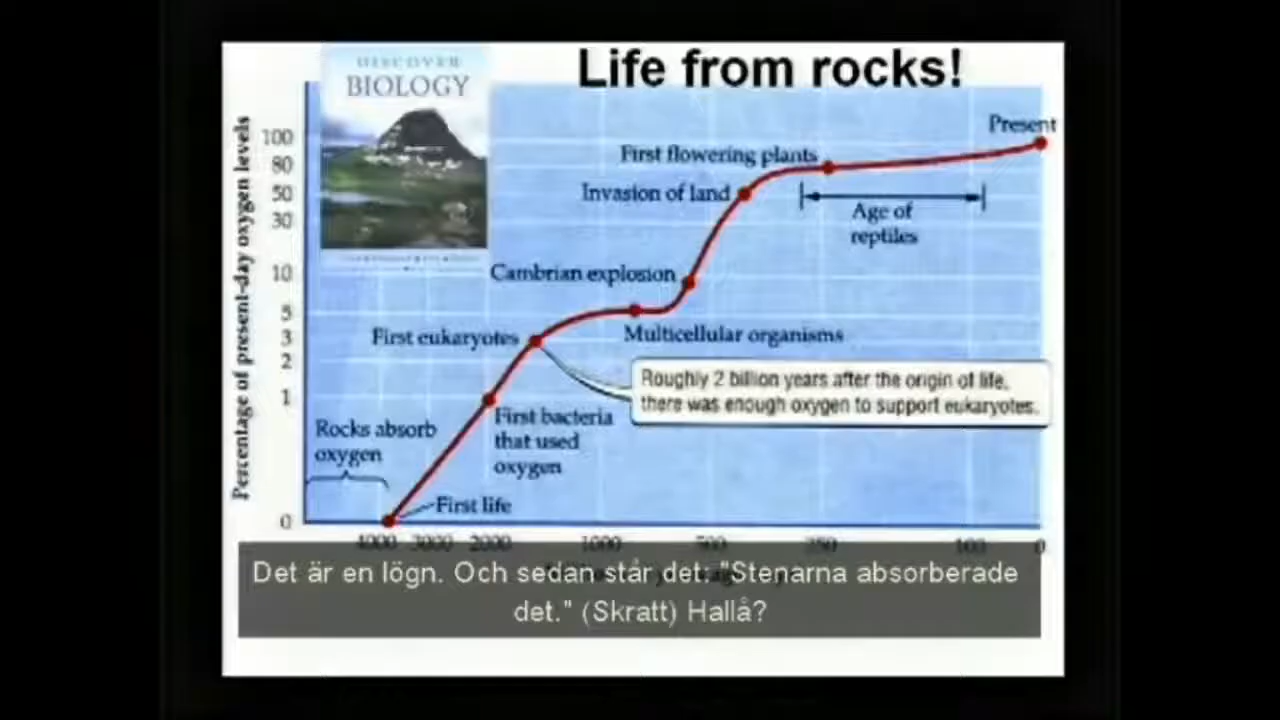 Life from rocks!
DISCOVER
BIOLOGY
Percentage of present-day oxygen levels
100
80
50
30
10
5
3
2
1
0
Present
First flowering plants
Invasion of land
Age of
reptiles
Cambrian explosion
First eukaryotes
Multicellular organisms
Roughly 2 billion years after the origin of life,
there was enough oxygen to support eukaryotes.
First bacteria
that used
oxygen
Rocks absorb
oxygen
First life
4000 3000 2000 1000 500 250 100 0
Det är en lögn. Och sedan står det: "Stenarna absorberade
det." (Skratt) Hallå?